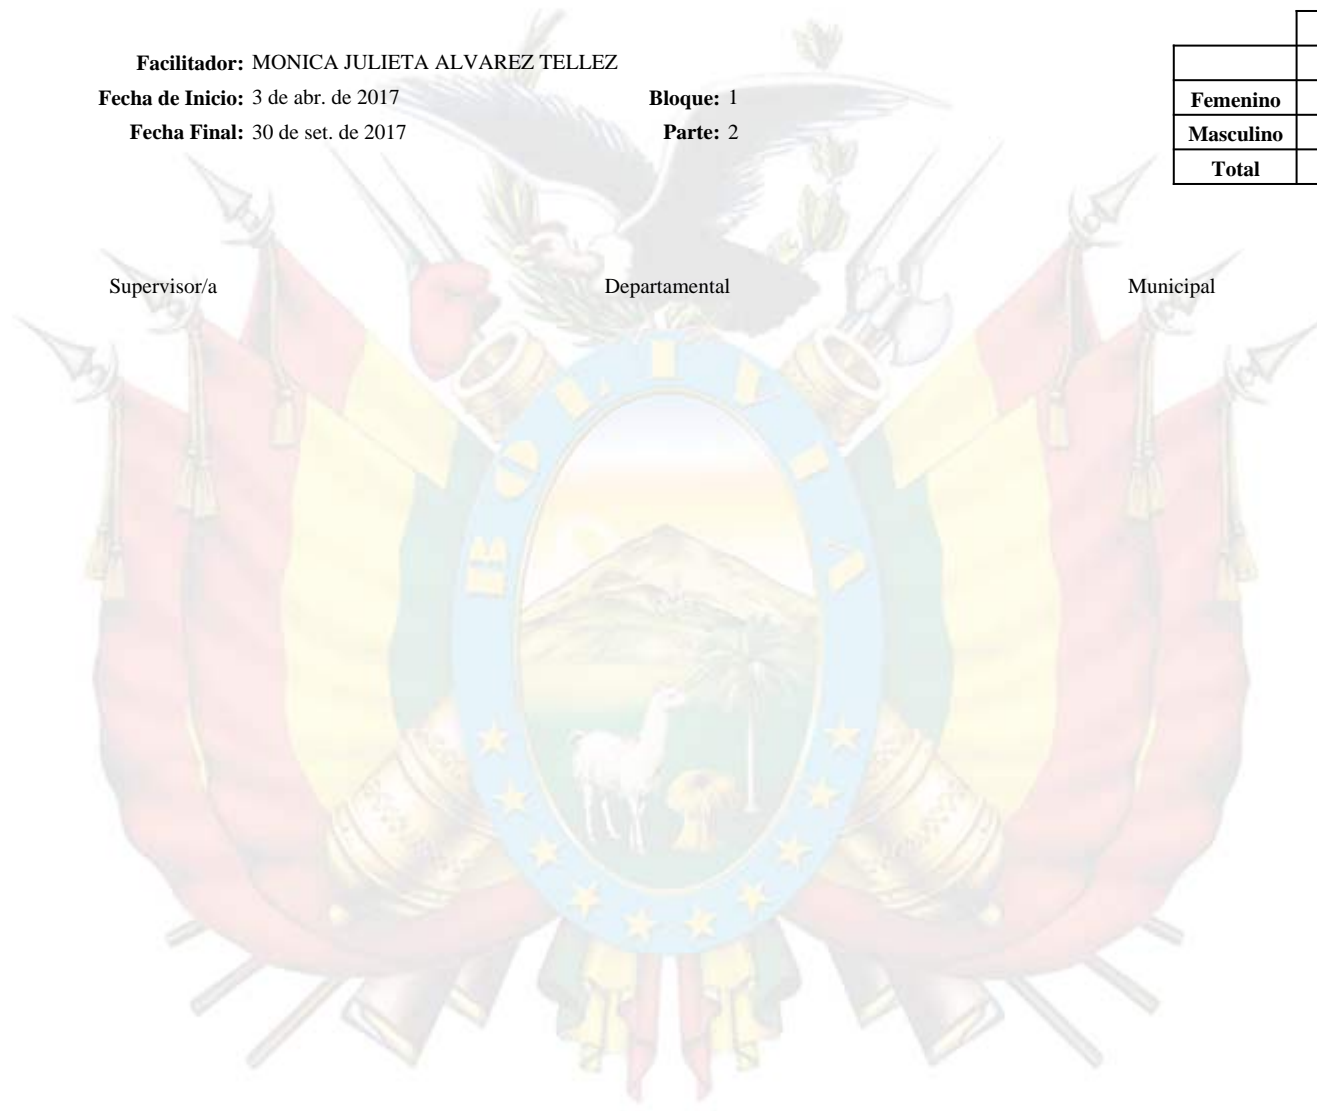 Facilitador: MONICA JULIETA ALVAREZ TELLEZ
Fecha de Inicio: 3 de abr. de 2017 Bloque: 1
Fecha Final: 30 de set. de 2017 Parte: 2
Femenino
Masculino
Total
Supervisor/a Departamental Municipal
BOLIVIA